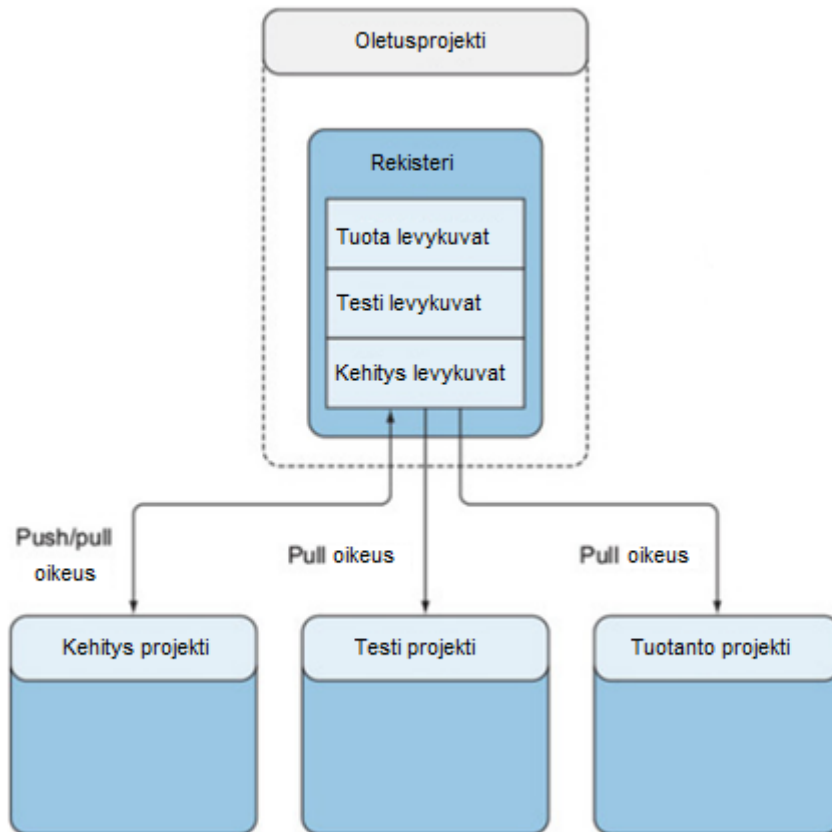 Oletusprojekti
Rekisteri
Tuota levykuvat
Testi levykuvat
Kehitys levykuvat
Push/pull
oikeus
Pull oikeus
Pull oikeus
Kehitys projekti
Testi projekti
Tuotanto projekti